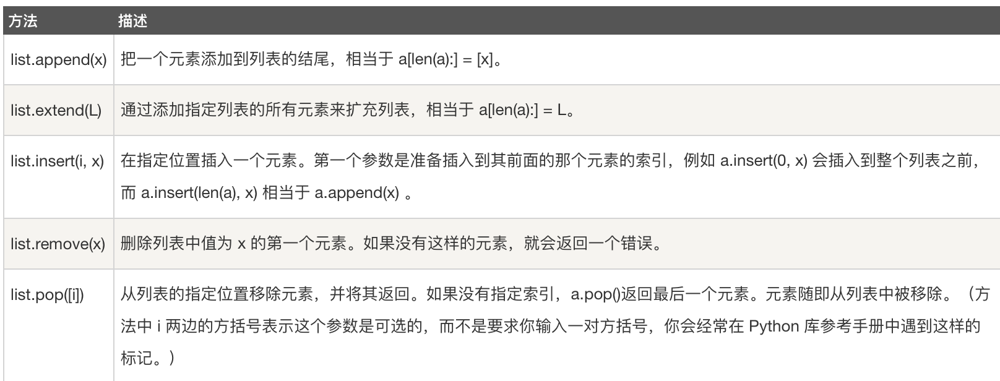 方法 描述
list.append(x) 把一个元素添加到列表的结尾，相当于 a[len(a):] = [x]。
list.extend(L) 通过添加指定列表的所有元素来扩充列表，相当于 a[len(a):] = L。
list.insert(i, x) 在指定位置插入一个元素。第一个参数是准备插入到其前面的那个元素的索引，例如 a.insert(0, x) 会插入到整个列表之前，
而 a.insert(len(a), x) 相当于 a.append(x) 。
list.remove(x) 删除列表中值为 x 的第一个元素。如果没有这样的元素，就会返回一个错误。
list.pop([i]) 从列表的指定位置移除元素，并将其返回。如果没有指定索引，a.pop()返回最后一个元素。元素随即从列表中被移除。（方
法中 i 两边的方括号表示这个参数是可选的，而不是要求你输入一对方括号，你会经常在 Python 库参考手册中遇到这样的
标记。）